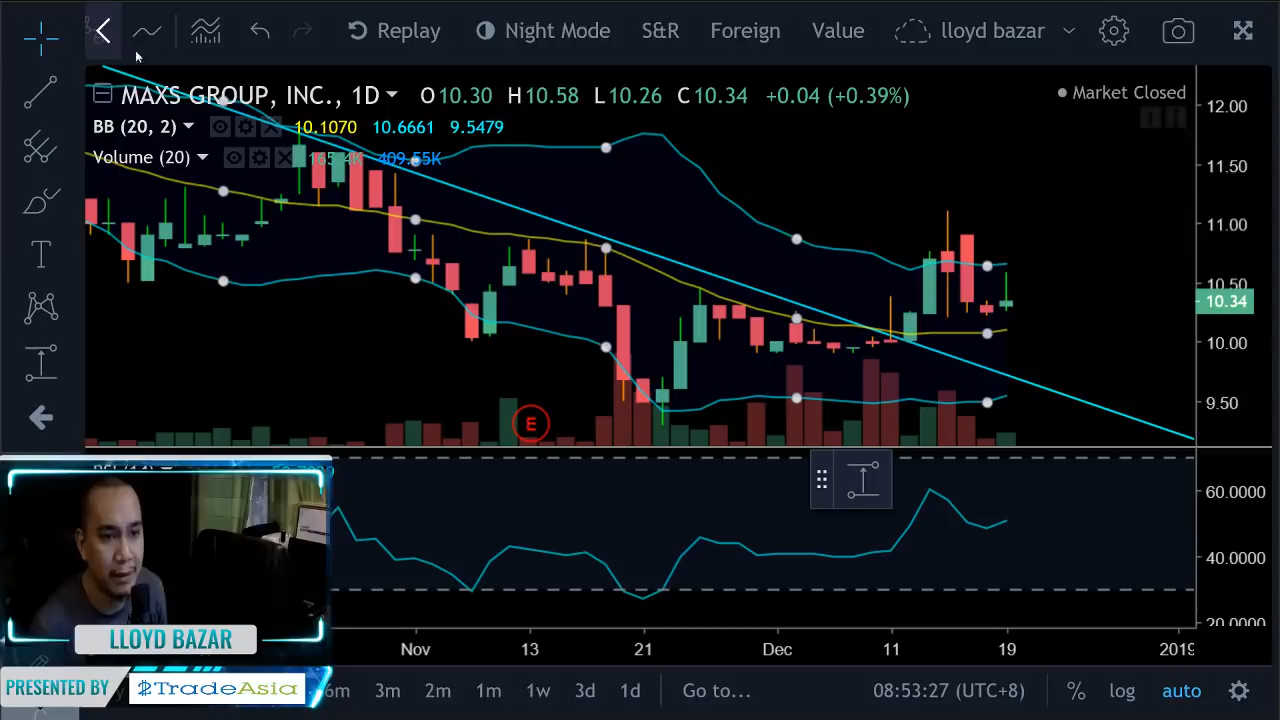 Replay Night Mode S&R Foreign Value lloyd bazar
MAXS GROUP, INC., 1D O10.30 H10.58 L10.26 C10.34 +0.04 (+0.39%)
Market Closed
BB (20, 2) 10.1070 10.6661 9.5479
Volume (20) 409.55K
12.00
11.50
11.00
10.50
10.34
10.00
9.50
E
T
60.0000
40.0000
20.0000
LLOYD BAZAR
Nov 13 21 Dec 11 19 2019
PRESENTED BY TradeAsia
6m 3m 2m 1m 1w 3d 1d Go to... 08:53:27 (UTC+8) % log auto